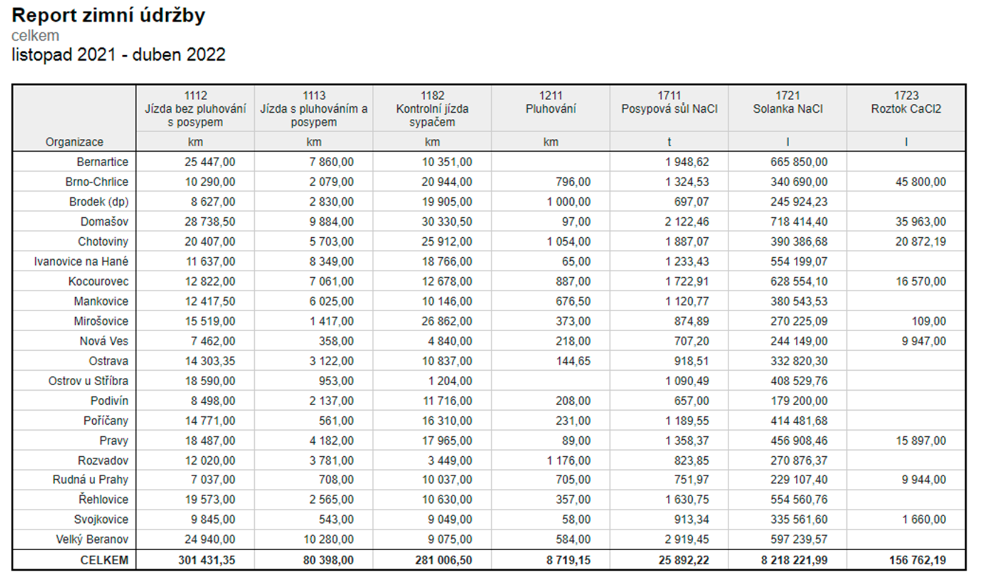 Report zimní údržby
celkem
listopad 2021 - duben 2022
1112 1113 1182 1211 1711 1721 1723
Jízda bez pluhování Jízda s pluhováním a Kontrolní jízda Pluhování Posypová sůl NaCl Solanka NaCl Roztok CaCl2
s posypem posypem sypačem
Organizace km km km km t l l
Bernartice 25 447,00 7 860,00 10 351,00 1 948,62 665 850,00
Brno-Chrlice 10 290,00 2 079,00 20 944,00 796,00 1 324,53 340 690,00 45 800,00
Brodek (dp) 8 627,00 2 830,00 19 905,00 1 000,00 697,07 245 924,23
Domašov 28 738,50 9 884,00 30 330,50 97,00 2 122,46 718 414,40 35 963,00
Chotoviny 20 407,00 5 703,00 25 912,00 1 054,00 1 887,07 390 386,68 20 872,19
Ivanovice na Hané 11 637,00 8 349,00 18 766,00 65,00 1 233,43 554 199,07
Kocourovec 12 822,00 7 061,00 12 678,00 887,00 1 722,91 628 554,10 16 570,00
Mankovice 12 417,50 6 025,00 10 146,00 676,50 1 120,77 380 543,53
Mirošovice 15 519,00 1 417,00 26 862,00 373,00 874,89 270 225,09 109,00
Nová Ves 7 462,00 358,00 4 840,00 218,00 707,20 244 149,00 9 947,00
Ostrava 14 303,35 3 122,00 10 837,00 144,65 918,51 332 820,30
Ostrov u Stříbra 18 590,00 953,00 1 204,00 1 090,49 408 529,76
Podivín 8 498,00 2 137,00 11 716,00 208,00 657,00 179 200,00
Poříčany 14 771,00 561,00 16 310,00 231,00 1 189,55 414 481,68
Pravy 18 487,00 4 182,00 17 965,00 89,00 1 358,37 456 908,46 15 897,00
Rozvadov 12 020,00 3 781,00 3 449,00 1 176,00 823,85 270 876,37
Rudná u Prahy 7 037,00 708,00 10 037,00 705,00 751,97 229 107,40 9 944,00
Řehlovice 19 573,00 2 565,00 10 630,00 357,00 1 630,75 554 560,76
Svojkovice 9 845,00 543,00 9 049,00 58,00 913,34 335 561,60 1 660,00
Velký Beranov 24 940,00 10 280,00 9 075,00 584,00 2 919,45 597 239,57
CELKEM 301 431,35 80 398,00 281 006,50 8 719,15 25 892,22 8 218 221,99 156 762,19